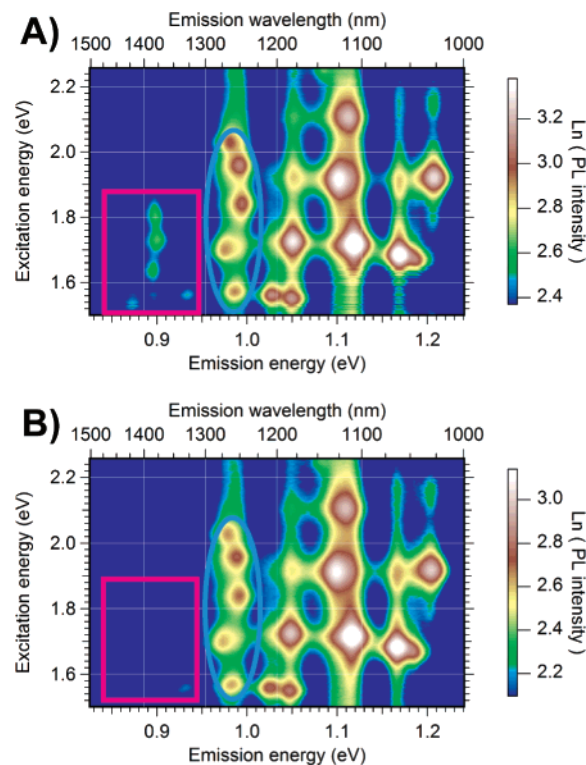 A)
Emission wavelength (nm)
1500 1400 1300 1200 1100 1000
2.2
2.0
1.8
1.6
Excitation energy (eV)
0.9 1.0 1.1 1.2
Emission energy (eV)
3.2
3.0
2.8
2.6
2.4
Ln ( PL intensity )
B)
Emission wavelength (nm)
1500 1400 1300 1200 1100 1000
2.2
2.0
1.8
1.6
Excitation energy (eV)
0.9 1.0 1.1 1.2
Emission energy (eV)
3.0
2.8
2.6
2.4
2.2
Ln ( PL intensity )